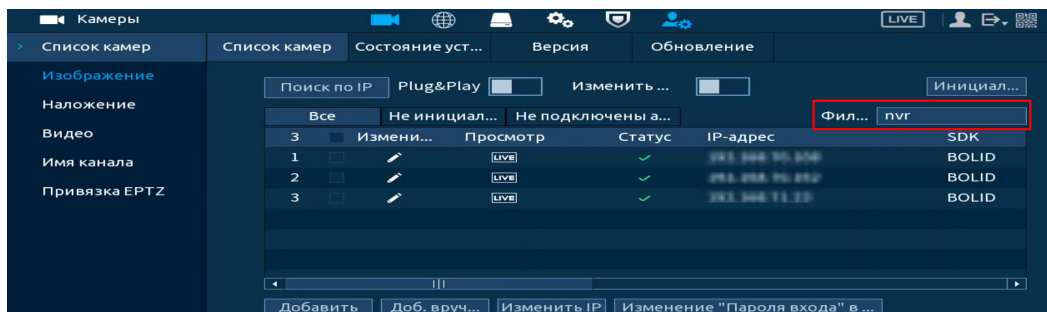 Камеры LIVE
Список камер Список камер Состояние уст... Версия Обновление
Изображение
Поиск по IP Plug&Play Изменить ... Инициал...
Наложение
Все Не инициал... Не подключены а... Фил... nvr
Видео
3 Измени... Просмотр Статус IP-адрес SDK
Имя канала
1 LIVE BOLID
2 LIVE BOLID
Привязка EPTZ
3 LIVE BOLID
Добавить Доб. вруч... Изменить IP Изменение "Пароля входа" в ...